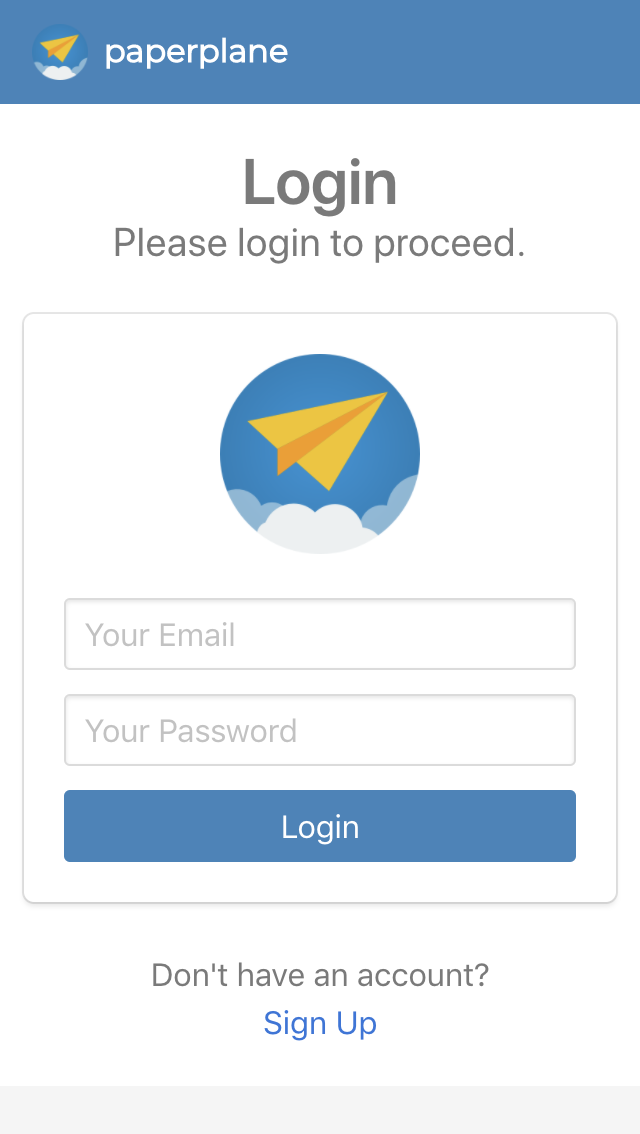 paperplane
Login
Please login to proceed.
Your Email
Your Password
Login
Don't have an account?
Sign Up